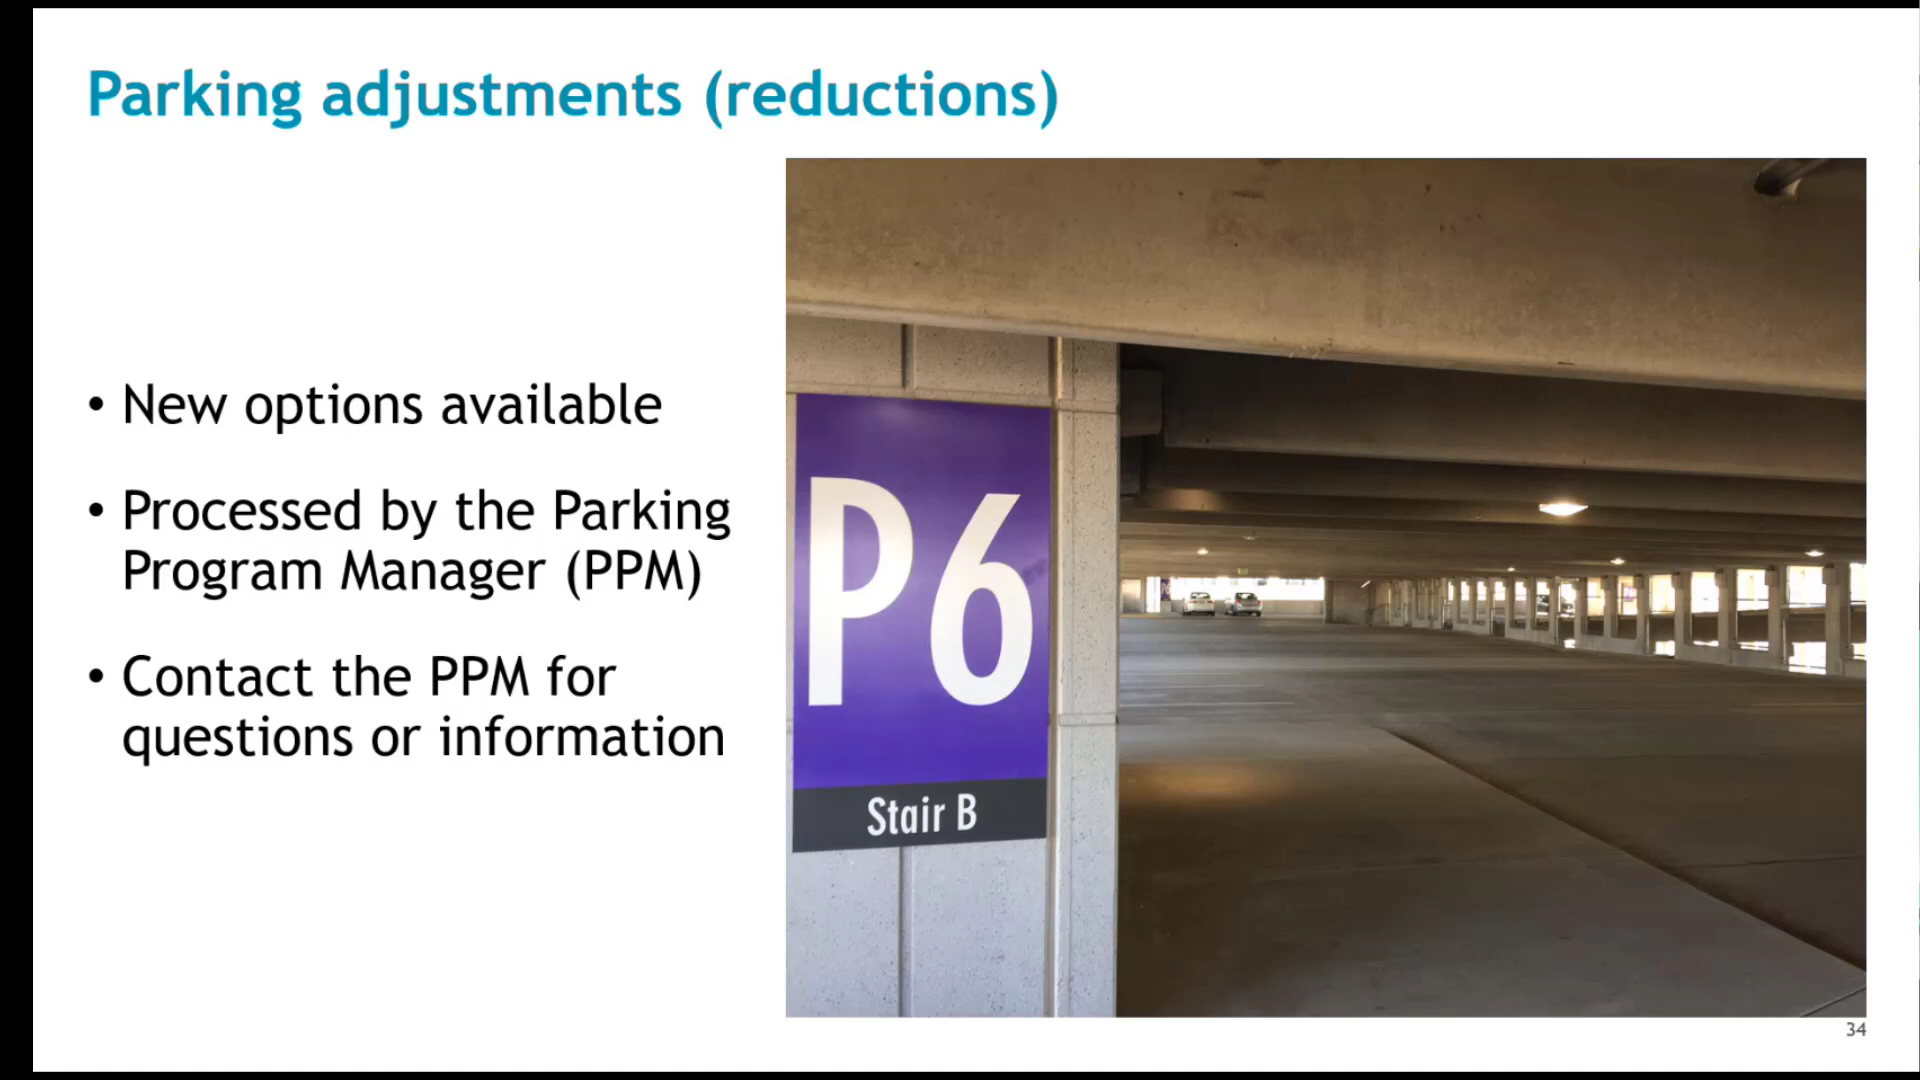 Parking adjustments (reductions)
• New options available
• Processed by the Parking
Program Manager (PPM)
• Contact the PPM for
questions or information
P6
Stair B
34